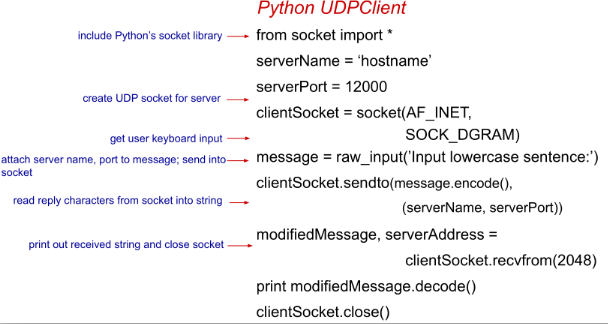 Python UDPClient
include Python's socket library
from socket import *
serverName = ‘hostname’
serverPort = 12000
create UDP socket for server
clientSocket = socket(AF_INET,
SOCK_DGRAM)
get user keyboard input
message = raw_input(’Input lowercase sentence:’)
attach server name, port to message; send into
socket
clientSocket.sendto(message.encode(),
(serverName, serverPort))
read reply characters from socket into string
modifiedMessage, serverAddress =
clientSocket.recvfrom(2048)
print out received string and close socket
print modifiedMessage.decode()
clientSocket.close()